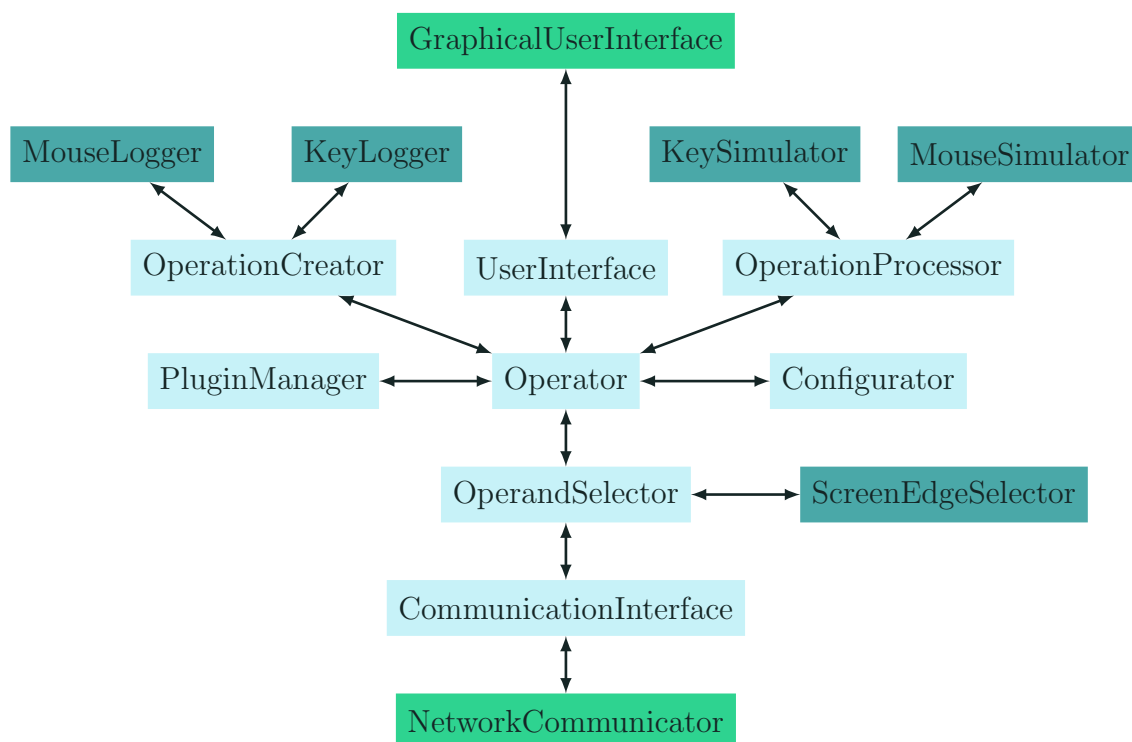 GraphicalUserInterface
MouseLogger
KeyLogger
KeySimulator
MouseSimulator
OperationCreator
UserInterface
OperationProcessor
PluginManager
Operator
Configurator
OperandSelector
ScreenEdgeSelector
CommunicationInterface
NetworkCommunicator